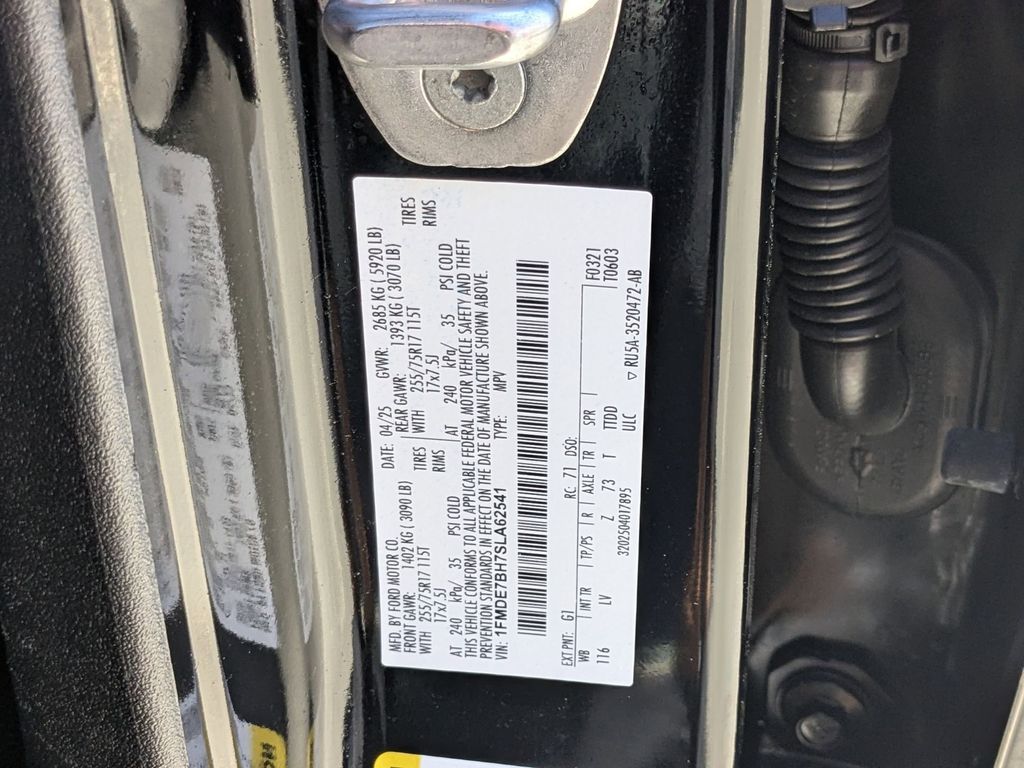 MFD. BY FORD MOTOR CO.
DATE: 04/25 GVWR: 2685 KG ( 5920 LB)
FRONT GAWR: 1402 KG ( 3090 LB) REAR GAWR: 1393 KG ( 3070 LB)
WITH 255/75R17 115T TIRES WITH 255/75R17 115T TIRES
17x7.5J RIMS 17x7.5J RIMS
AT 240 kPa/ 35 PSI COLD AT 240 kPa/ 35 PSI COLD
THIS VEHICLE CONFORMS TO ALL APPLICABLE FEDERAL MOTOR VEHICLE SAFETY AND THEFT
PREVENTION STANDARDS IN EFFECT ON THE DATE OF MANUFACTURE SHOWN ABOVE.
VIN: 1FMDE7BH7SLA62541 TYPE: MPV
EXT PNT: G1 RC: 71 DSO: F0321
WB INT TR TP/PS R AXLE TR SPR T0603
116 LV Z 73 T TTDD
3202504017895 ULC
▽ RU5A-3520472-AB